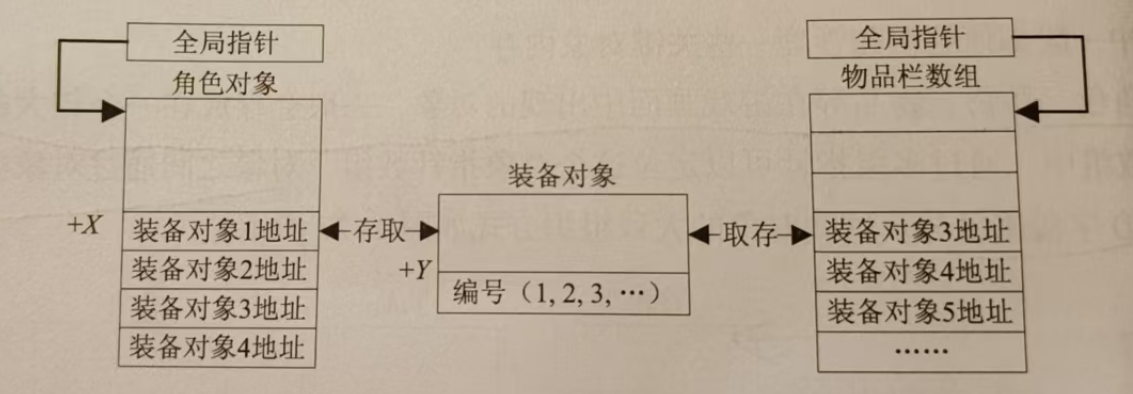 全局指针
角色对象
+X
装备对象1地址
装备对象2地址
装备对象3地址
装备对象4地址
存取
装备对象
+Y
编号（1, 2, 3, …）
取存
全局指针
物品栏数组
装备对象3地址
装备对象4地址
装备对象5地址
……